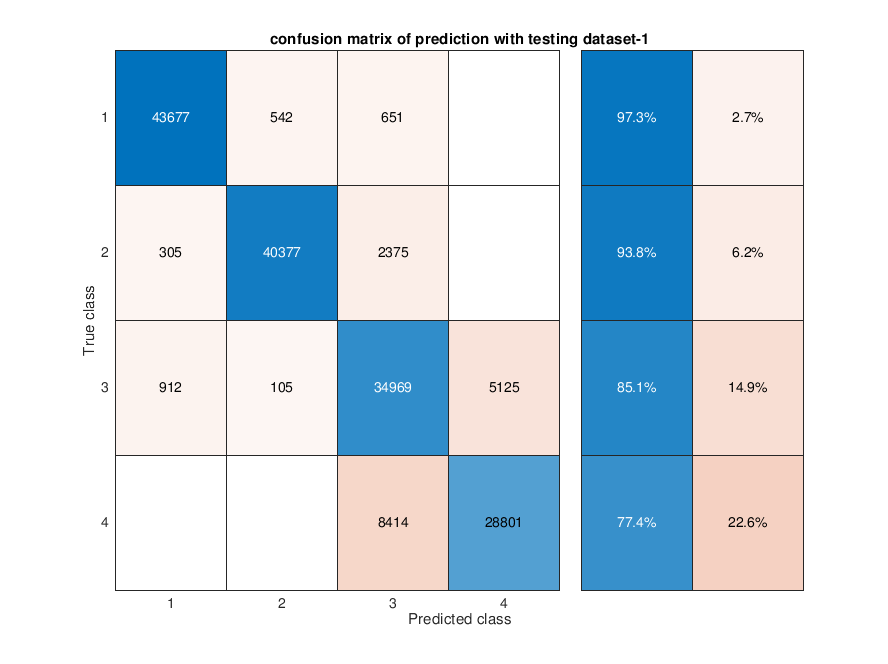 confusion matrix of prediction with testing dataset-1
1 43677 542 651 97.3% 2.7%
2 305 40377 2375 93.8% 6.2%
True class
3 912 105 34969 5125 85.1% 14.9%
4 8414 28801 77.4% 22.6%
1 2 3 4
Predicted class